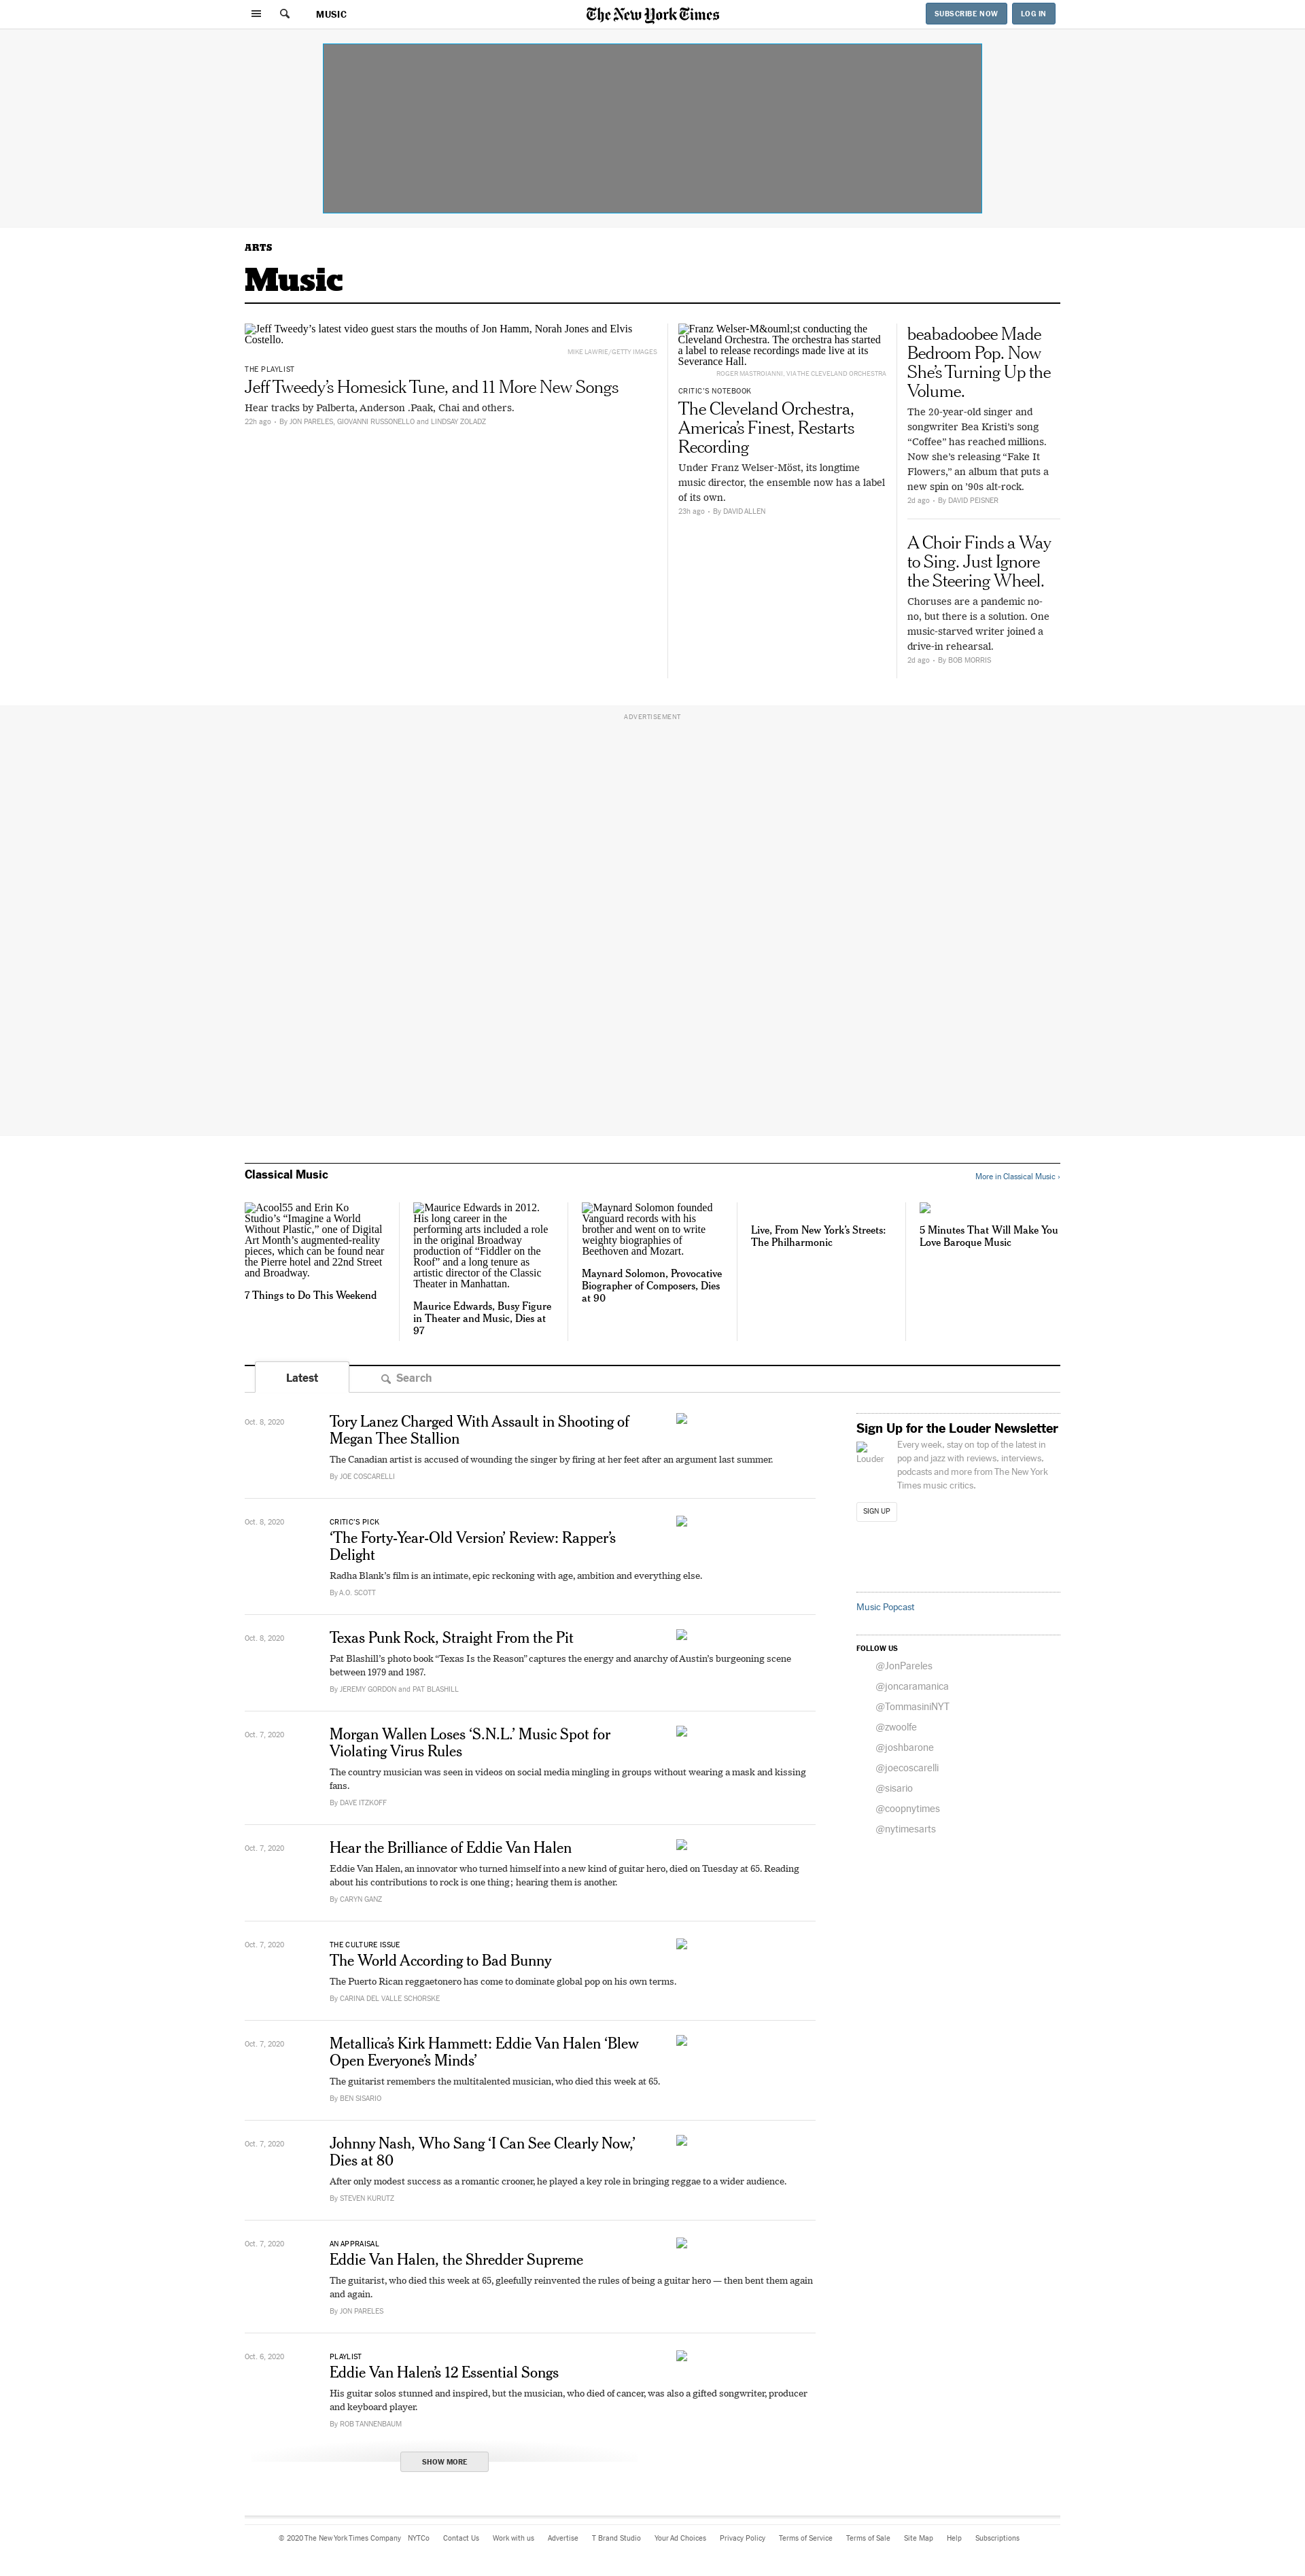 MUSIC
The New York Times
SUBSCRIBE NOW
LOG IN
ARTS
Music
Jeff Tweedy’s latest video guest stars the mouths of Jon Hamm, Norah Jones and Elvis
Costello.
MIKE LAWRIE/GETTY IMAGES
THE PLAYLIST
Jeff Tweedy’s Homesick Tune, and 11 More New Songs
Hear tracks by Palberta, Anderson .Paak, Chai and others.
22h ago - By JON PARELES, GIOVANNI RUSSONELLO and LINDSAY ZOLADZ
Franz Welser-M&ouml;st conducting the
Cleveland Orchestra. The orchestra has started
a label to release recordings made live at its
Severance Hall.
ROGER MASTROIANNI, VIA THE CLEVELAND ORCHESTRA
CRITIC’S NOTEBOOK
The Cleveland Orchestra,
America’s Finest, Restarts
Recording
Under Franz Welser-Möst, its longtime
music director, the ensemble now has a label
of its own.
23h ago - By DAVID ALLEN
beabadoobee Made
Bedroom Pop. Now
She’s Turning Up the
Volume.
The 20-year-old singer and
songwriter Bea Kristi’s song
“Coffee” has reached millions.
Now she’s releasing “Fake It
Flowers,” an album that puts a
new spin on ’90s alt-rock.
2d ago - By DAVID PEISNER
A Choir Finds a Way
to Sing. Just Ignore
the Steering Wheel.
Choruses are a pandemic no-
no, but there is a solution. One
music-starved writer joined a
drive-in rehearsal.
2d ago - By BOB MORRIS
ADVERTISEMENT
Classical Music
More in Classical Music ›
Acool55 and Erin Ko
Studio’s “Imagine a World
Without Plastic,” one of Digital
Art Month’s augmented-reality
pieces, which can be found near
the Pierre hotel and 22nd Street
and Broadway.
7 Things to Do This Weekend
Maurice Edwards in 2012.
His long career in the
performing arts included a role
in the original Broadway
production of “Fiddler on the
Roof” and a long tenure as
artistic director of the Classic
Theater in Manhattan.
Maurice Edwards, Busy Figure
in Theater and Music, Dies at
97
Maynard Solomon founded
Vanguard records with his
brother and went on to write
weighty biographies of
Beethoven and Mozart.
Maynard Solomon, Provocative
Biographer of Composers, Dies
at 90
Live, From New York’s Streets:
The Philharmonic
5 Minutes That Will Make You
Love Baroque Music
Latest
Search
Oct. 8, 2020
Tory Lanez Charged With Assault in Shooting of
Megan Thee Stallion
The Canadian artist is accused of wounding the singer by firing at her feet after an argument last summer.
By JOE COSCARELLI
Oct. 8, 2020
CRITIC’S PICK
‘The Forty-Year-Old Version’ Review: Rapper’s
Delight
Radha Blank’s film is an intimate, epic reckoning with age, ambition and everything else.
By A.O. SCOTT
Oct. 8, 2020
Texas Punk Rock, Straight From the Pit
Pat Blashill’s photo book “Texas Is the Reason” captures the energy and anarchy of Austin’s burgeoning scene
between 1979 and 1987.
By JEREMY GORDON and PAT BLASHILL
Oct. 7, 2020
Morgan Wallen Loses ‘S.N.L.’ Music Spot for
Violating Virus Rules
The country musician was seen in videos on social media mingling in groups without wearing a mask and kissing
fans.
By DAVE ITZKOFF
Oct. 7, 2020
Hear the Brilliance of Eddie Van Halen
Eddie Van Halen, an innovator who turned himself into a new kind of guitar hero, died on Tuesday at 65. Reading
about his contributions to rock is one thing; hearing them is another.
By CARYN GANZ
Oct. 7, 2020
THE CULTURE ISSUE
The World According to Bad Bunny
The Puerto Rican reggaetonero has come to dominate global pop on his own terms.
By CARINA DEL VALLE SCHORSKE
Oct. 7, 2020
Metallica’s Kirk Hammett: Eddie Van Halen ‘Blew
Open Everyone’s Minds’
The guitarist remembers the multitalented musician, who died this week at 65.
By BEN SISARIO
Oct. 7, 2020
Johnny Nash, Who Sang ‘I Can See Clearly Now,’
Dies at 80
After only modest success as a romantic crooner, he played a key role in bringing reggae to a wider audience.
By STEVEN KURUTZ
Oct. 7, 2020
AN APPRAISAL
Eddie Van Halen, the Shredder Supreme
The guitarist, who died this week at 65, gleefully reinvented the rules of being a guitar hero — then bent them again
and again.
By JON PARELES
Oct. 6, 2020
PLAYLIST
Eddie Van Halen’s 12 Essential Songs
His guitar solos stunned and inspired, but the musician, who died of cancer, was also a gifted songwriter, producer
and keyboard player.
By ROB TANNENBAUM
SHOW MORE
Sign Up for the Louder Newsletter
Louder
Every week, stay on top of the latest in
pop and jazz with reviews, interviews,
podcasts and more from The New York
Times music critics.
SIGN UP
Music Popcast
FOLLOW US
@JonPareles
@joncaramanica
@TommasiniNYT
@zwoolfe
@joshbarone
@joecoscarelli
@sisario
@coopnytimes
@nytimesarts
© 2020 The New York Times Company NYTCo Contact Us Work with us Advertise T Brand Studio Your Ad Choices Privacy Policy Terms of Service Terms of Sale Site Map Help Subscriptions